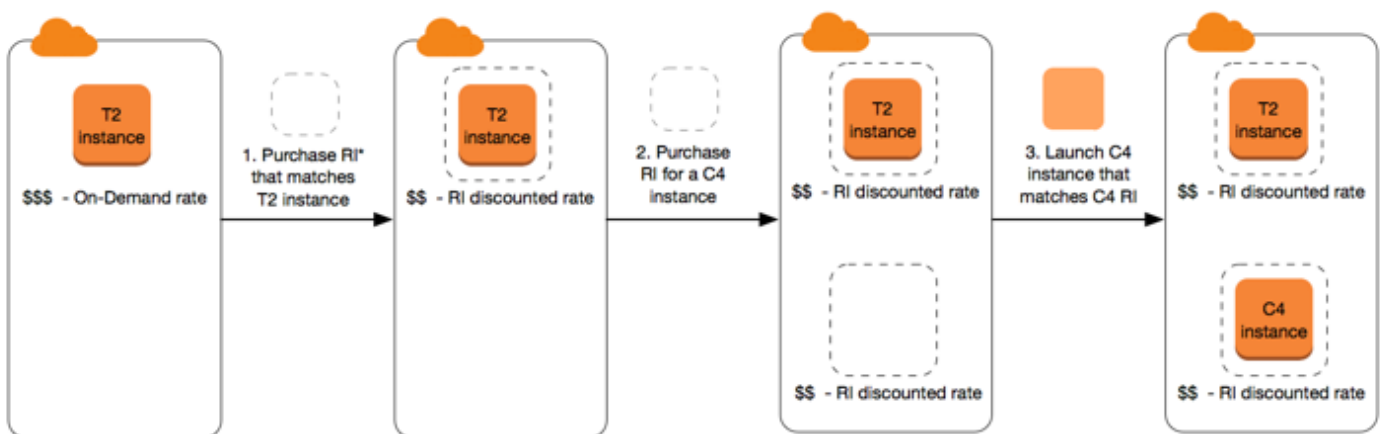 T2
instance
$$$ - On-Demand rate
1. Purchase RI*
that matches
T2 instance
T2
instance
$$ - RI discounted rate
2. Purchase
RI for a C4
instance
T2
instance
$$ - RI discounted rate
$$ - RI discounted rate
3. Launch C4
instance that
matches C4 RI
T2
instance
$$ - RI discounted rate
C4
instance
$$ - RI discounted rate